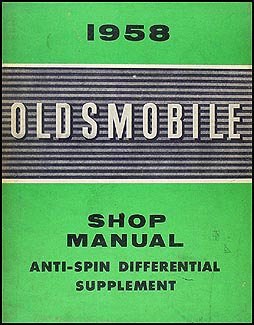 1958
OLDSMOBILE
SHOP
MANUAL
ANTI-SPIN DIFFERENTIAL
SUPPLEMENT